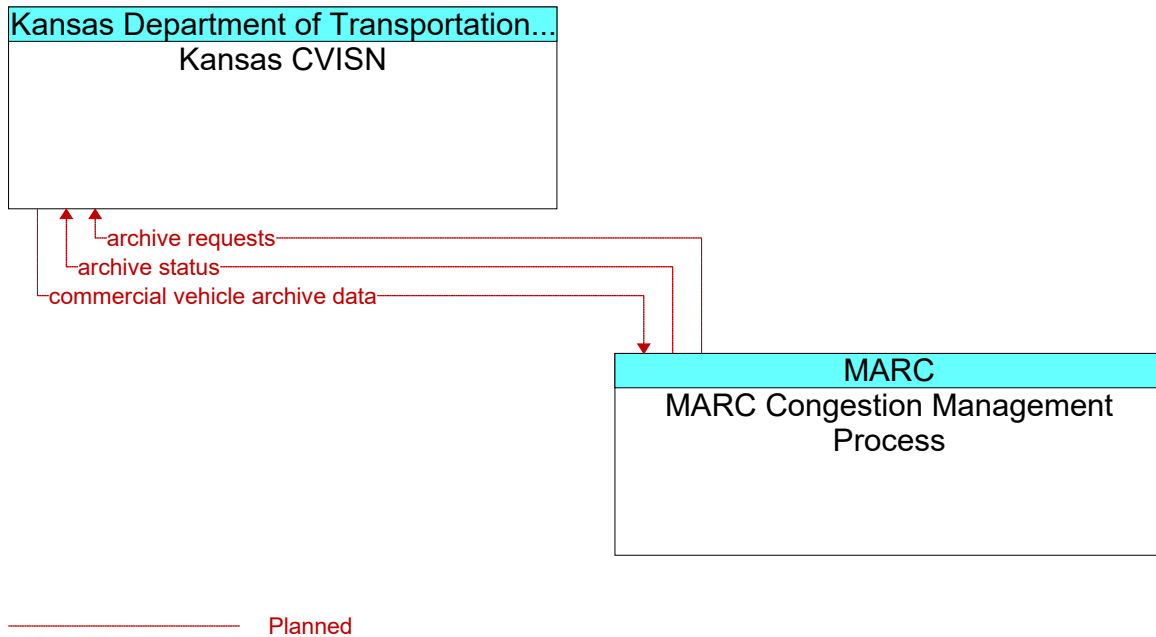 Kansas Department of Transportation...
Kansas CVISN
archive requests
archive status
commercial vehicle archive data
MARC
MARC Congestion Management
Process
Planned